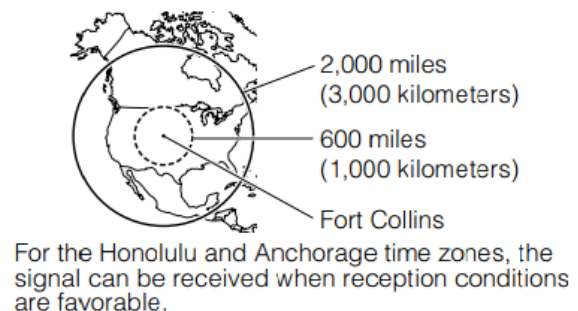 2,000 miles
(3,000 kilometers)
600 miles
(1,000 kilometers)
Fort Collins
For the Honolulu and Anchorage time zones, the
signal can be received when reception conditions
are favorable.